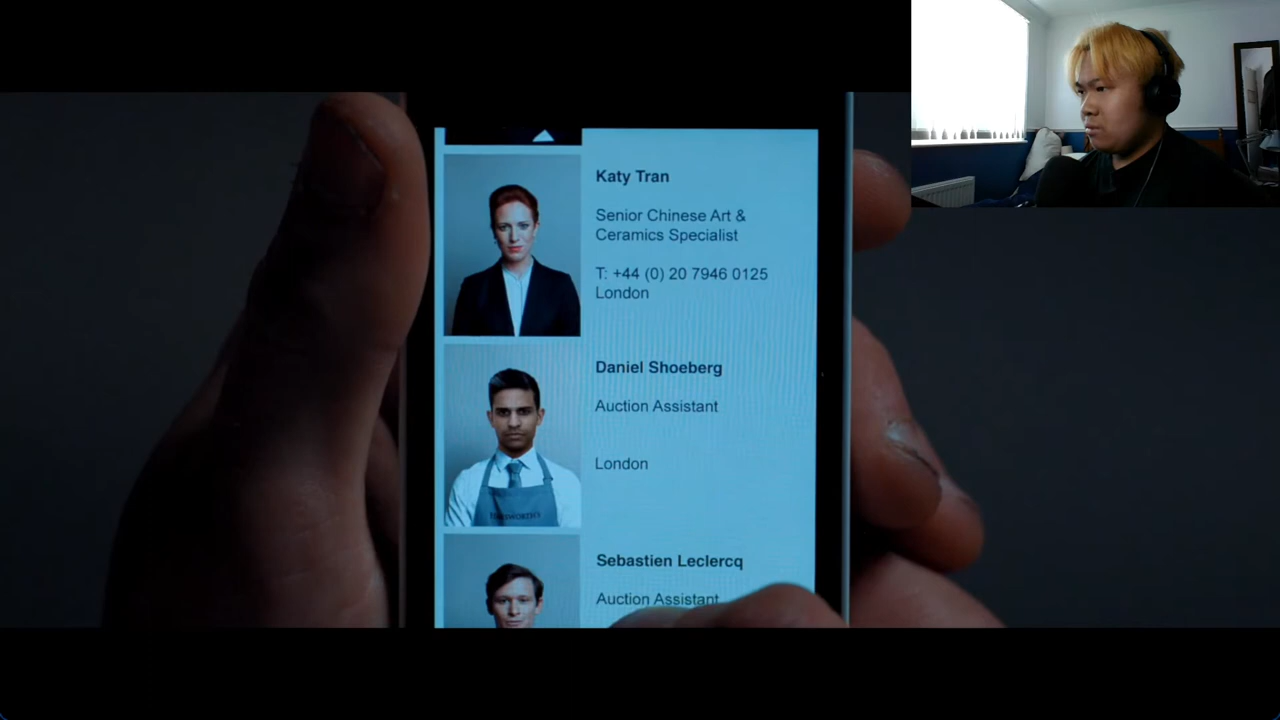 Katy Tran
Senior Chinese Art &
Ceramics Specialist
T: +44 (0) 20 7946 0125
London
Daniel Shoeberg
Auction Assistant
London
Sebastien Leclercq
Auction Assistant